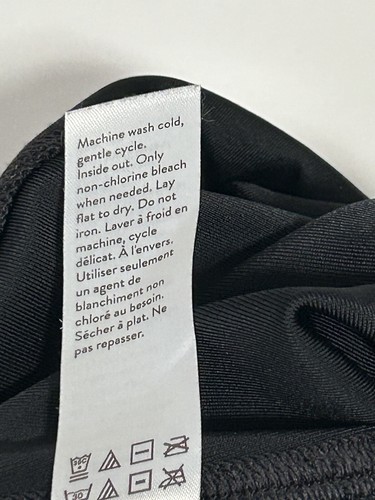 Machine wash cold,
gentle cycle.
Inside out. Only
non-chlorine bleach
when needed. Lay
flat to dry. Do not
iron. Laver à froid en
machine, cycle
délicat. À l'envers.
Utiliser seulement
un agent de
blanchiment non
chloré au besoin.
Sécher à plat. Ne
pas repasser.
30C
30